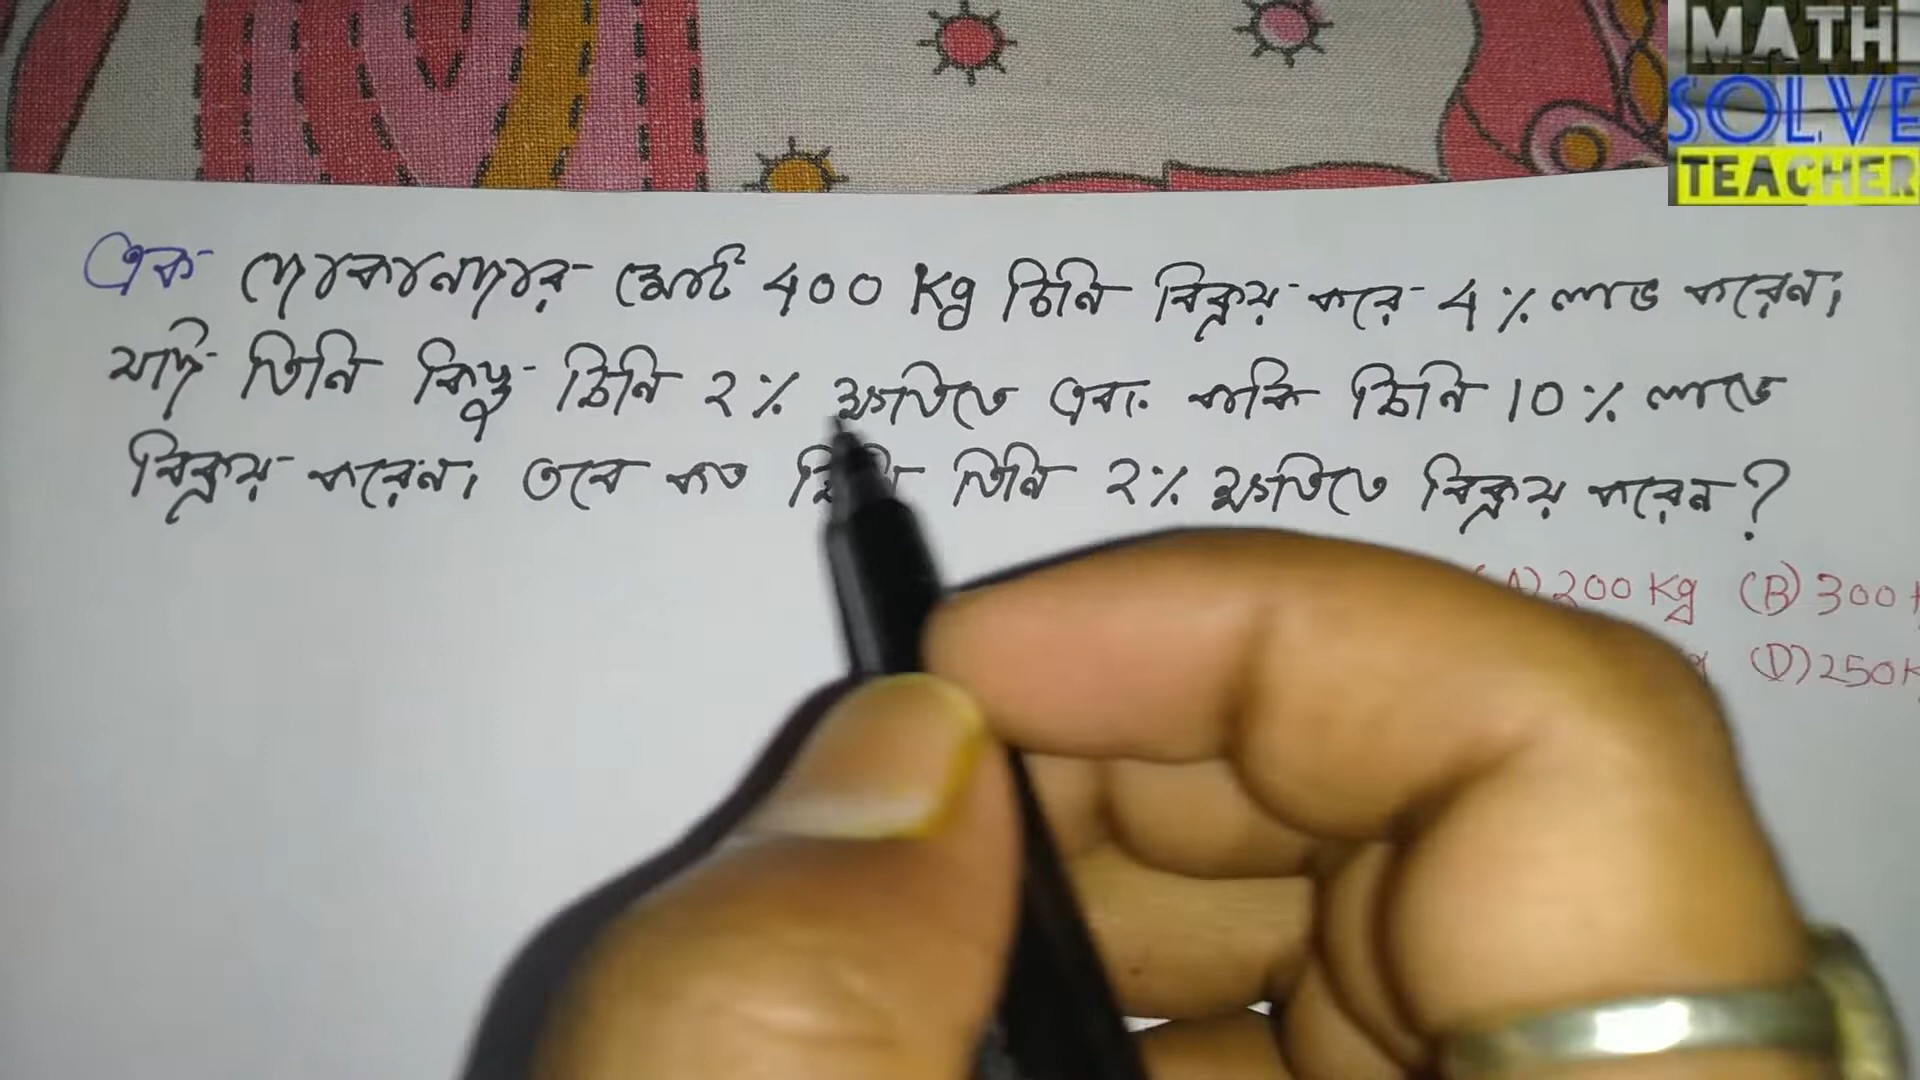 MATH
SOLVE
TEACHER
এক দোকানদার মোট 400 Kg চিনি বিক্রয় করে 4% লাভ করেন।
যদি তিনি কিছু চিনি 2% ক্ষতিতে এবং বাকি চিনি 10% লাভে
বিক্রয় করেন। তবে কত চিনি তিনি 2% ক্ষতিতে বিক্রয় করেন?
(A) 200 Kg (B) 300
(D) 250